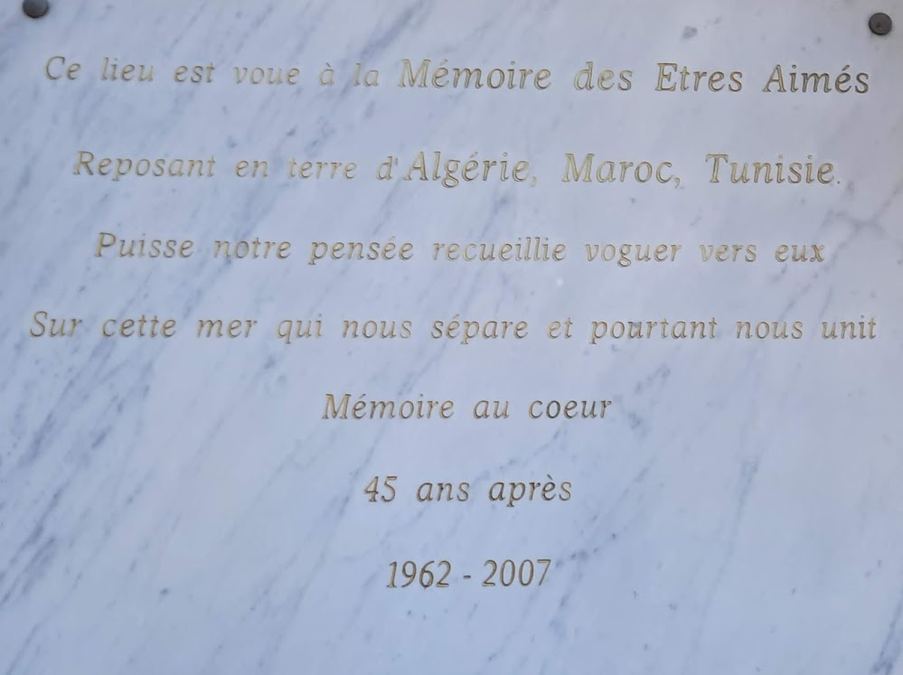 Ce lieu est voue à la Mémoire des Etres Aimés
Reposant en terre d'Algérie, Maroc, Tunisie.
Puisse notre pensée recueillie voguer vers eux
Sur cette mer qui nous sépare et pourtant nous unit
Mémoire au coeur
45 ans après
1962 - 2007